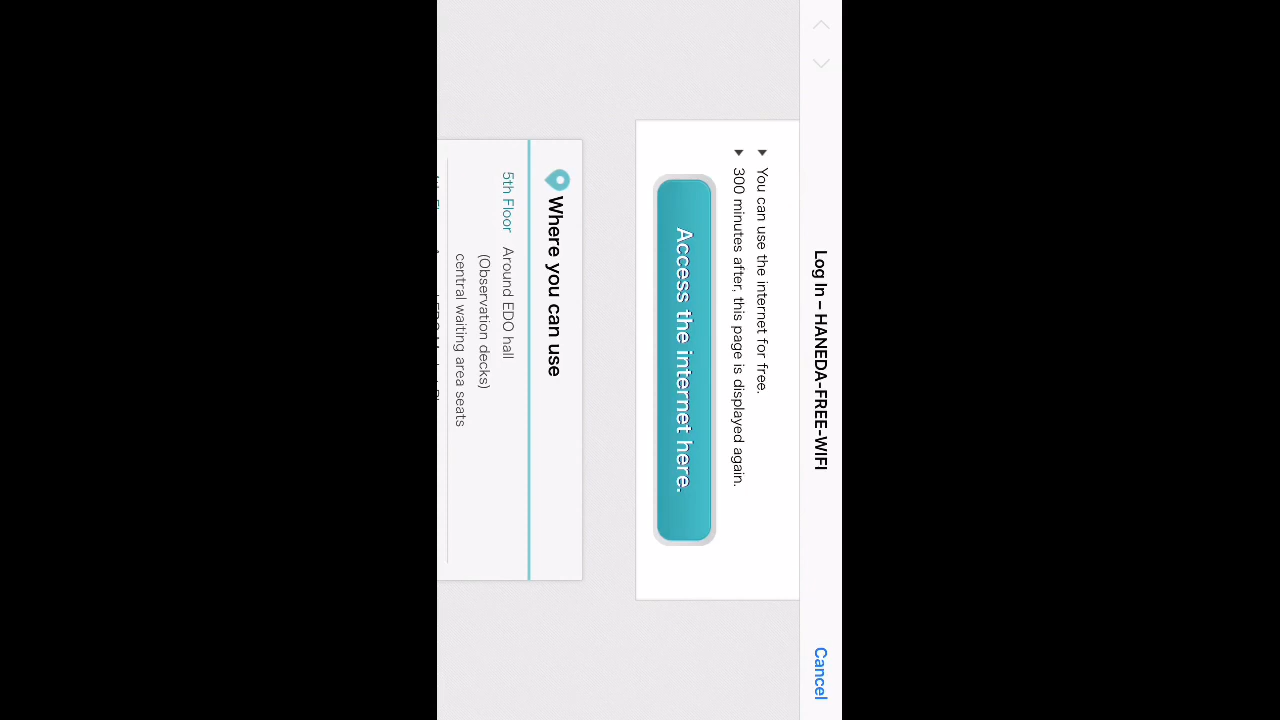 Log In – HANEDA-FREE-WIFI
Cancel
You can use the internet for free.
300 minutes after, this page is displayed again.
Access the internet here.
Where you can use
5th Floor Around EDO hall
(Observation decks)
central waiting area seats